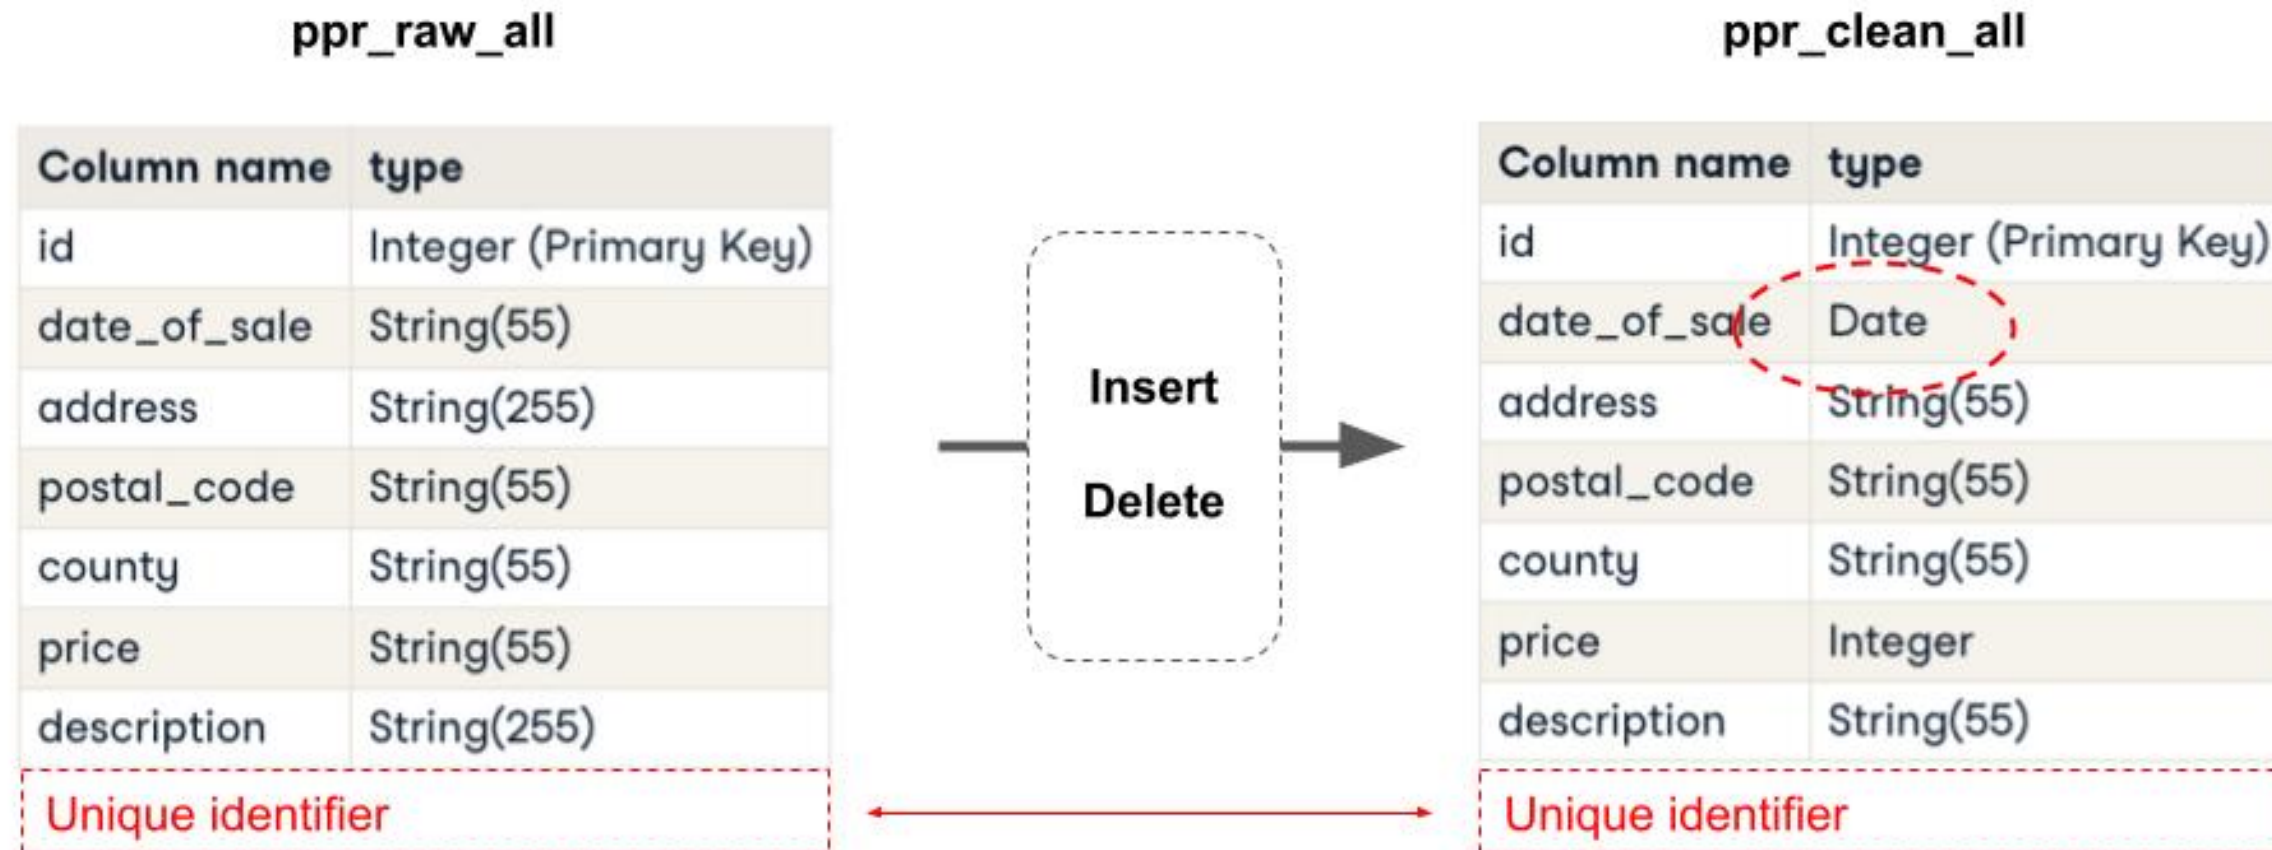 ppr_raw_all
Column name type
id Integer (Primary Key)
date_of_sale String(55)
address String(255)
postal_code String(55)
county String(55)
price String(55)
description String(255)
Unique identifier
Insert
Delete
ppr_clean_all
Column name type
id Integer (Primary Key)
date_of_sale Date
address String(55)
postal_code String(55)
county String(55)
price Integer
description String(55)
Unique identifier